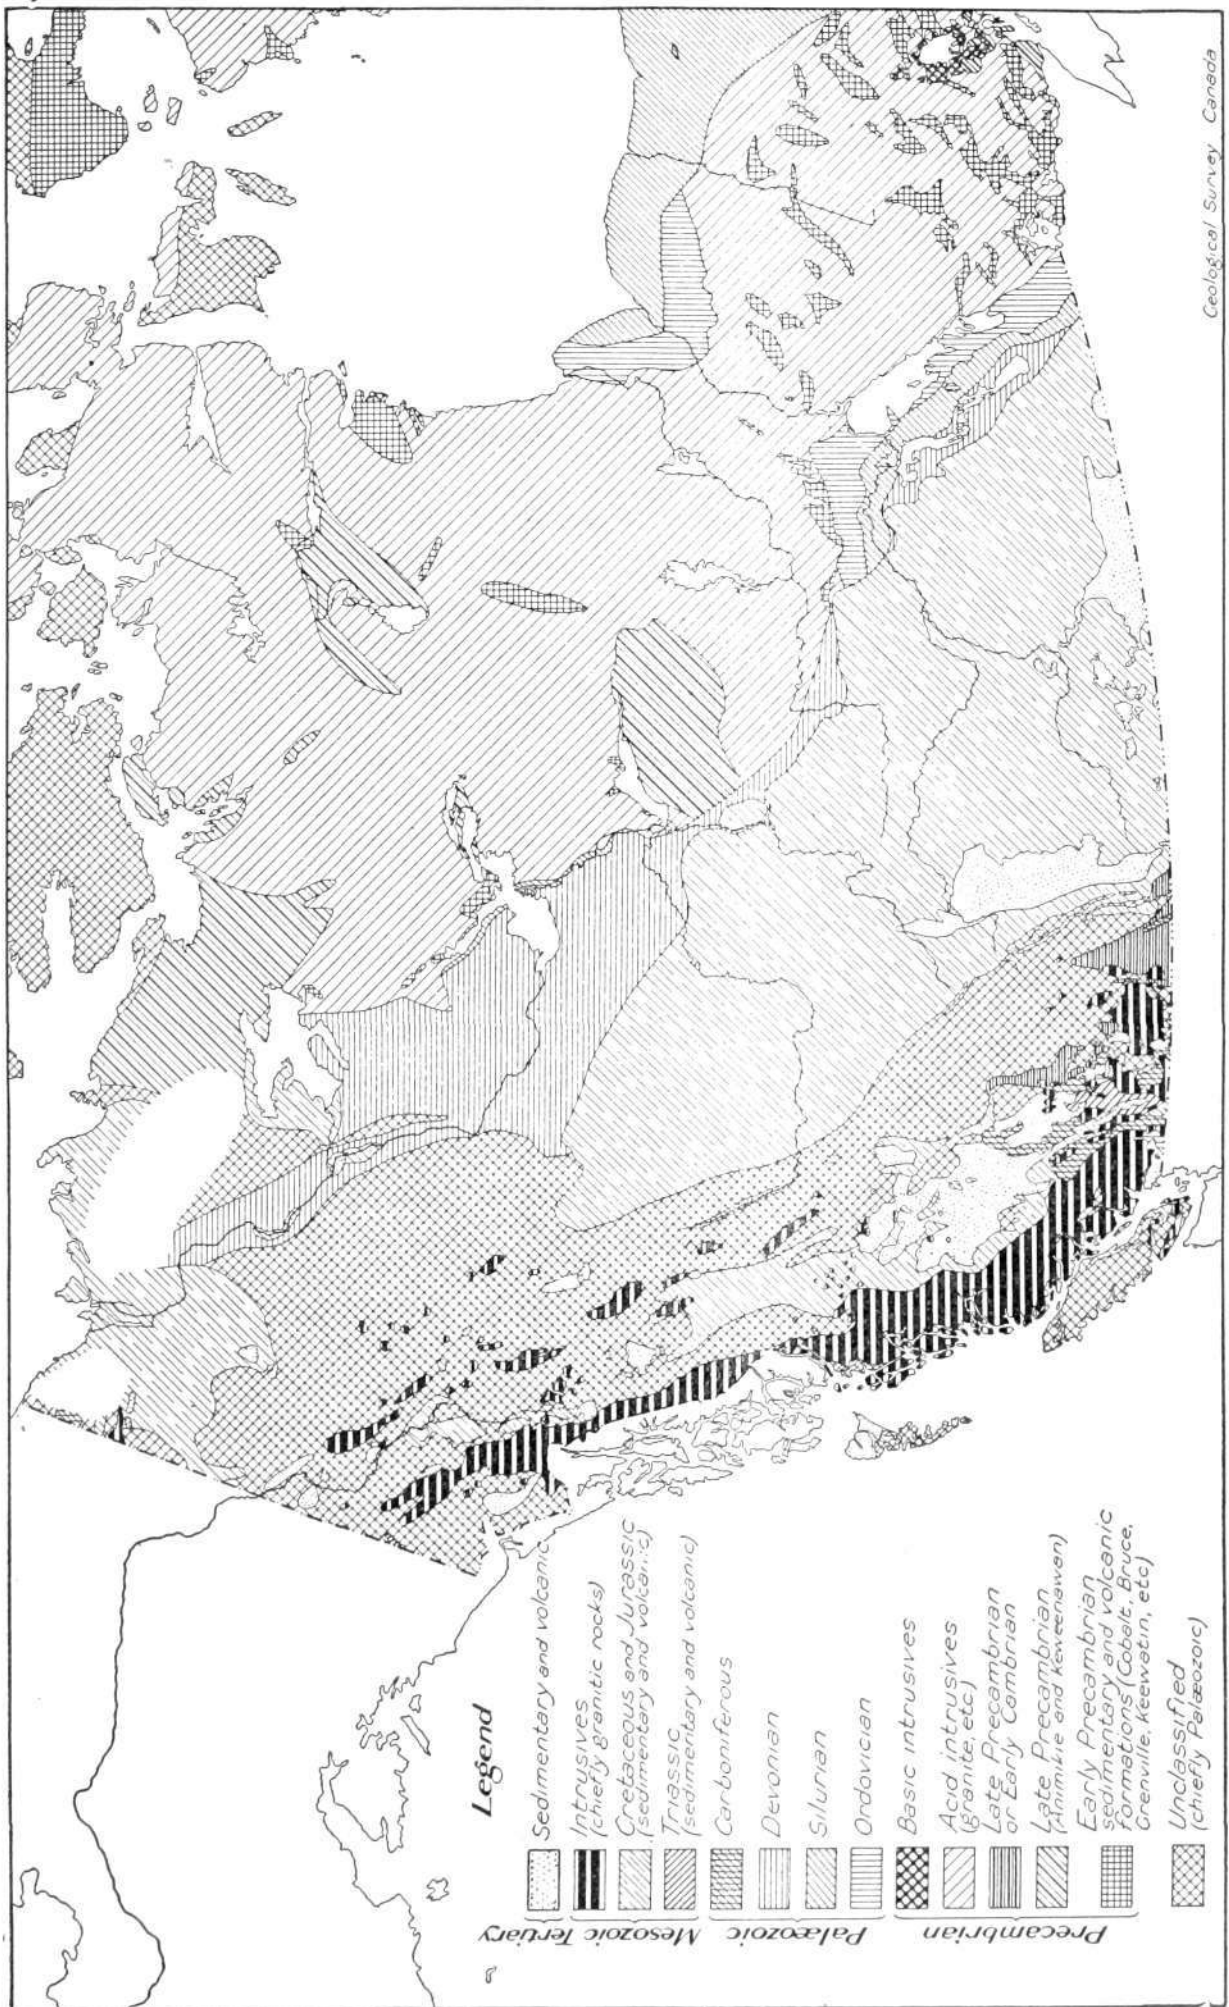 Legend
Tertiary
Sedimentary and volcanic
Mesozoic
Intrusives
(chiefly granitic rocks)
Cretaceous and Jurassic
(sedimentary and volcanic)
Triassic
(sedimentary and volcanic)
Palæozoic
Carboniferous
Devonian
Silurian
Ordovician
Precambrian
Basic intrusives
Acid intrusives
(granite, etc)
Late Precambrian
or Early Cambrian
Late Precambrian
(Animikie and Keweenawan)
Early Precambrian
sedimentary and volcanic
formations (Cobalt, Bruce,
Grenville, Keewatin, etc)
Unclassified
(chiefly Palæozoic)
Geological Survey, Canada